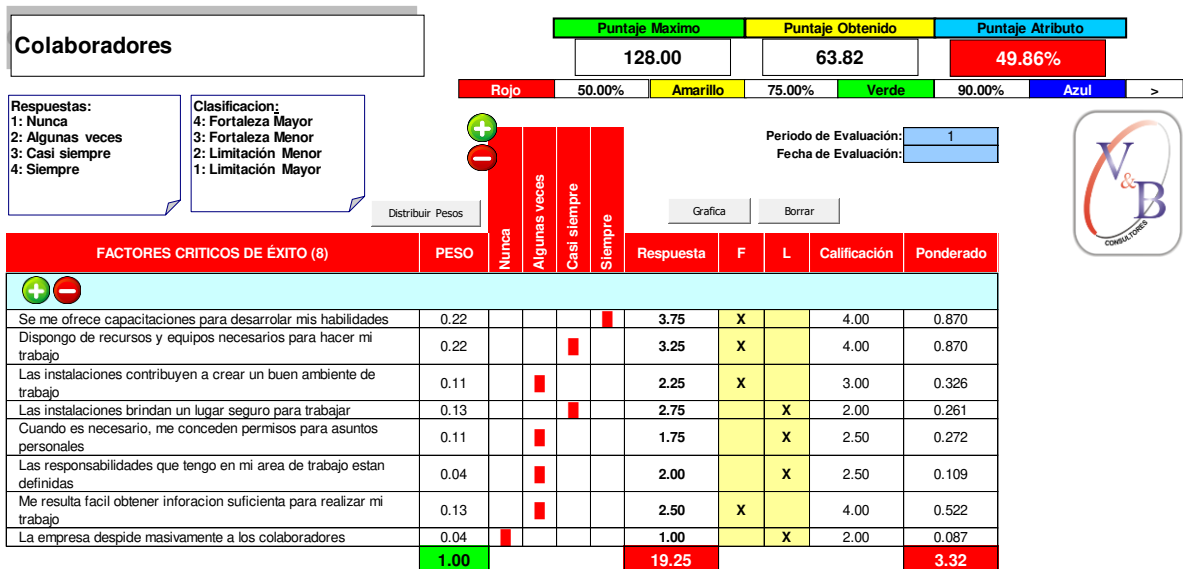 Colaboradores
Puntaje Maximo Puntaje Obtenido Puntaje Atributo
128.00 63.82 49.86%
Rojo 50.00% Amarillo 75.00% Verde 90.00% Azul >
Respuestas:
1: Nunca
2: Algunas veces
3: Casi siempre
4: Siempre
Clasificacion:
4: Fortaleza Mayor
3: Fortaleza Menor
2: Limitación Menor
1: Limitación Mayor
Periodo de Evaluación: 1
Fecha de Evaluación:
V&B
CONSULTORES
Distribuir Pesos
Grafica Borrar
FACTORES CRITICOS DE ÉXITO (8) PESO Nunca Algunas veces Casi siempre Siempre Respuesta F L Calificación Ponderado
Se me ofrece capacitaciones para desarrolar mis habilidades 0.22 3.75 X 4.00 0.870
Dispongo de recursos y equipos necesarios para hacer mi
trabajo 0.22 3.25 X 4.00 0.870
Las instalaciones contribuyen a crear un buen ambiente de
trabajo 0.11 2.25 X 3.00 0.326
Las instalaciones brindan un lugar seguro para trabajar 0.13 2.75 X 2.00 0.261
Cuando es necesario, me conceden permisos para asuntos
personales 0.11 1.75 X 2.50 0.272
Las responsabilidades que tengo en mi area de trabajo estan
definidas 0.04 2.00 X 2.50 0.109
Me resulta facil obtener inforacion suficienta para realizar mi
trabajo 0.13 2.50 X 4.00 0.522
La empresa despide masivamente a los colaboradores 0.04 1.00 X 2.00 0.087
1.00 19.25 3.32